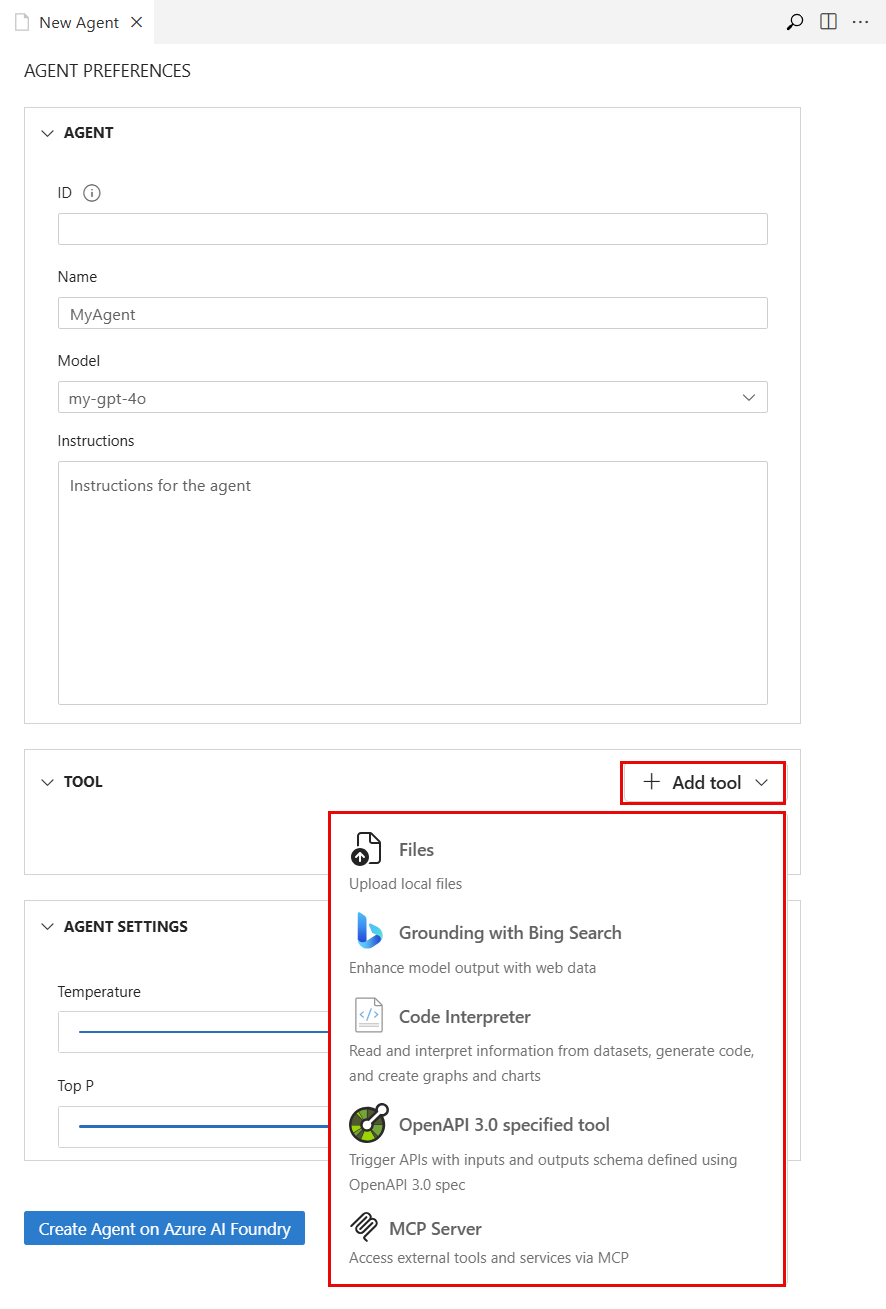 New Agent
AGENT PREFERENCES
AGENT
ID
Name
MyAgent
Model
my-gpt-4o
Instructions
Instructions for the agent
TOOL
Add tool
Files
Upload local files
Grounding with Bing Search
Enhance model output with web data
Code Interpreter
Read and interpret information from datasets, generate code,
and create graphs and charts
OpenAPI 3.0 specified tool
Trigger APIs with inputs and outputs schema defined using
OpenAPI 3.0 spec
MCP Server
Access external tools and services via MCP
AGENT SETTINGS
Temperature
Top P
Create Agent on Azure AI Foundry